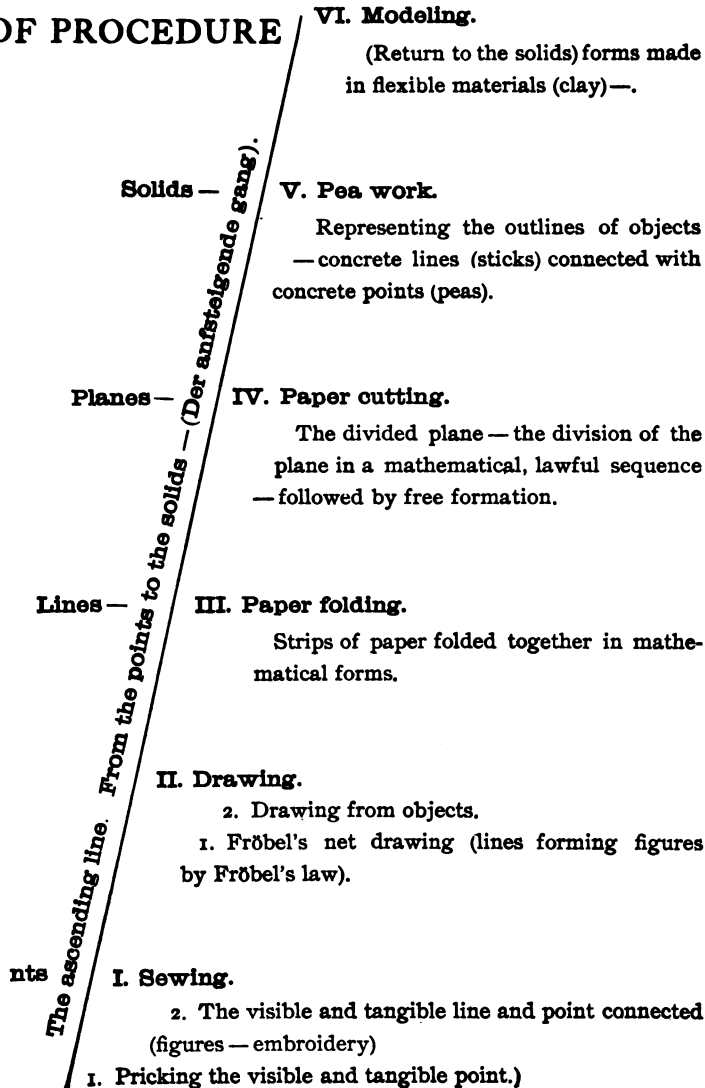 OF PROCEDURE
VI. Modeling.
(Return to the solids) forms made
in flexible materials (clay)—.
Solids —
V. Pea work.
Representing the outlines of objects
— concrete lines (sticks) connected with
concrete points (peas).
Planes —
IV. Paper cutting.
The divided plane — the division of the
plane in a mathematical, lawful sequence
— followed by free formation.
Lines —
III. Paper folding.
Strips of paper folded together in mathe-
matical forms.
II. Drawing.
2. Drawing from objects.
1. Fröbel's net drawing (lines forming figures
by Fröbel's law).
nts
I. Sewing.
2. The visible and tangible line and point connected
(figures — embroidery)
1. Pricking the visible and tangible point.)
The ascending line. From the points to the solids — (Der anfsteigende gang).